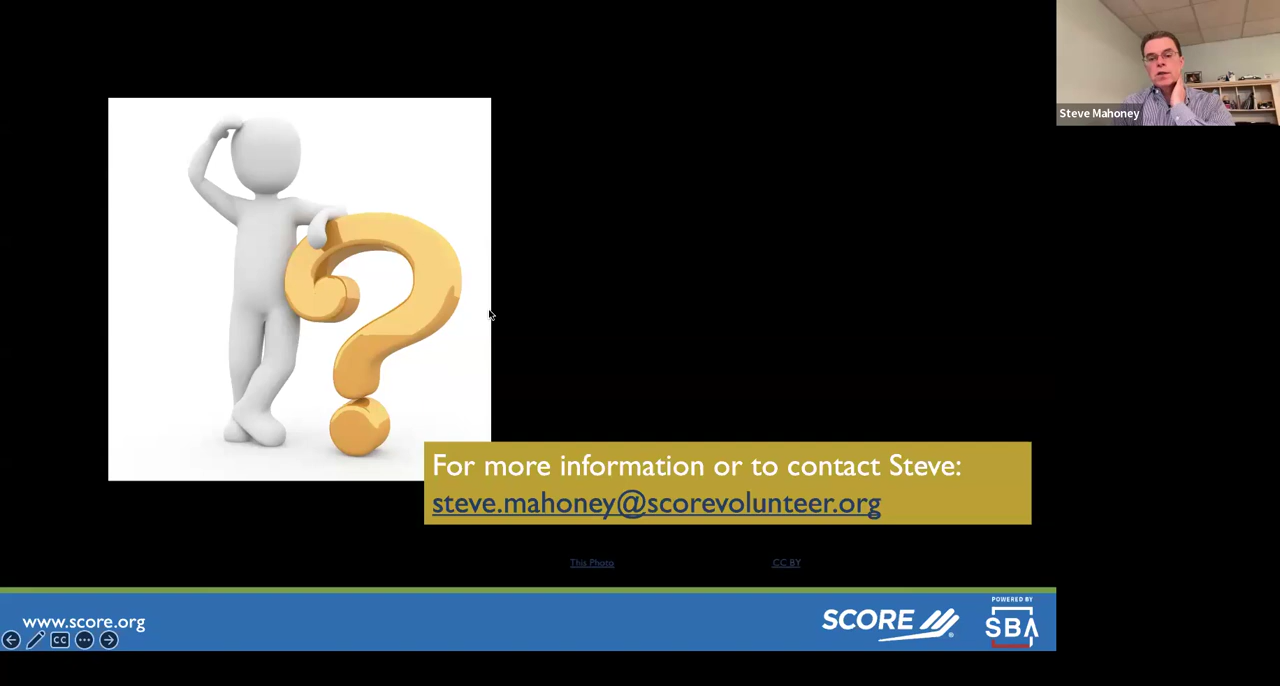 Steve Mahoney
For more information or to contact Steve:
steve.mahoney@scorevolunteer.org
This Photo
CC BY
www.score.org
CC
SCORE
®
POWERED BY
SBA